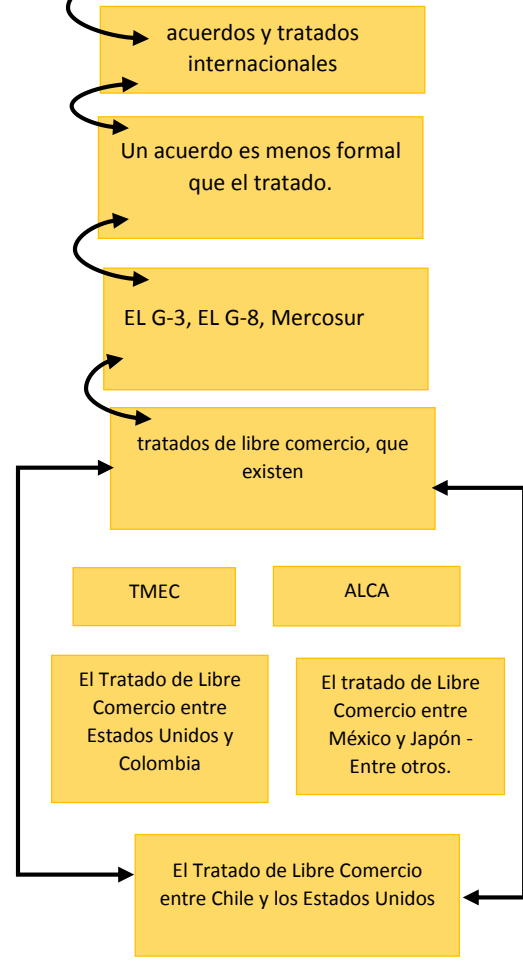 acuerdos y tratados
internacionales
Un acuerdo es menos formal
que el tratado.
EL G-3, EL G-8, Mercosur
tratados de libre comercio, que
existen
TMEC
ALCA
El Tratado de Libre
Comercio entre
Estados Unidos y
Colombia
El tratado de Libre
Comercio entre
México y Japón -
Entre otros.
El Tratado de Libre Comercio
entre Chile y los Estados Unidos